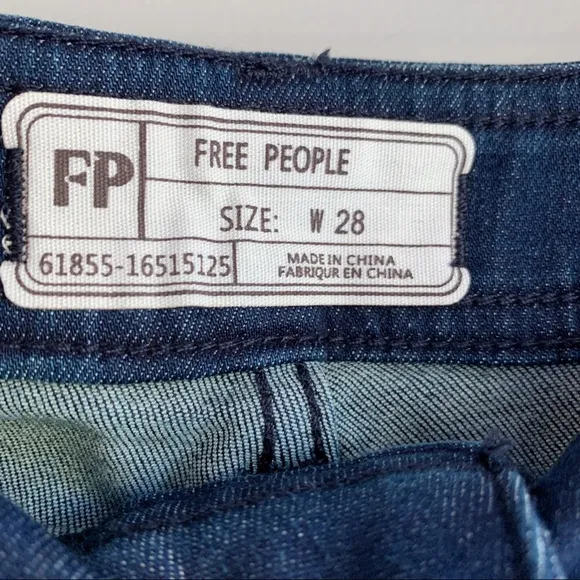 FP
FREE PEOPLE
SIZE: W 28
61855-16515125
MADE IN CHINA
FABRIQUR EN CHINA